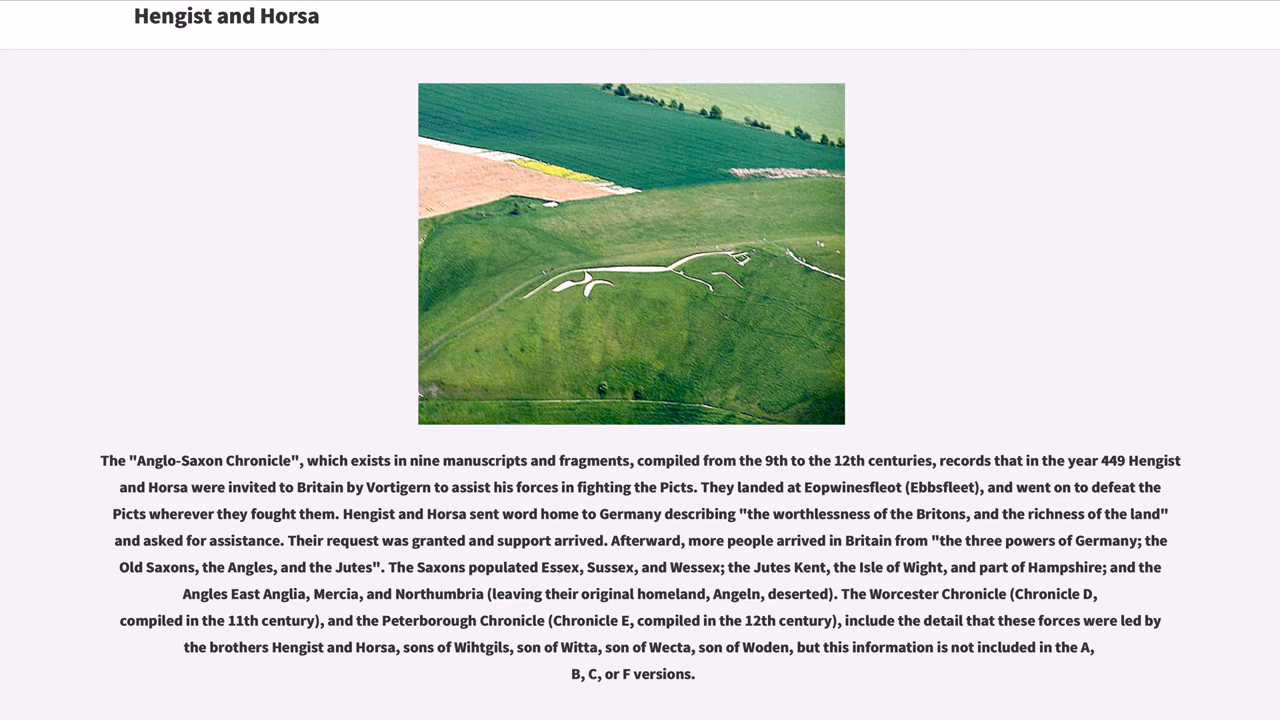 Hengist and Horsa
The "Anglo-Saxon Chronicle", which exists in nine manuscripts and fragments, compiled from the 9th to the 12th centuries, records that in the year 449 Hengist
and Horsa were invited to Britain by Vortigern to assist his forces in fighting the Picts. They landed at Eopwinesfleot (Ebbsfleet), and went on to defeat the
Picts wherever they fought them. Hengist and Horsa sent word home to Germany describing "the worthlessness of the Britons, and the richness of the land"
and asked for assistance. Their request was granted and support arrived. Afterward, more people arrived in Britain from "the three powers of Germany; the
Old Saxons, the Angles, and the Jutes". The Saxons populated Essex, Sussex, and Wessex; the Jutes Kent, the Isle of Wight, and part of Hampshire; and the
Angles East Anglia, Mercia, and Northumbria (leaving their original homeland, Angeln, deserted). The Worcester Chronicle (Chronicle D,
compiled in the 11th century), and the Peterborough Chronicle (Chronicle E, compiled in the 12th century), include the detail that these forces were led by
the brothers Hengist and Horsa, sons of Wihtgils, son of Witta, son of Wecta, son of Woden, but this information is not included in the A,
B, C, or F versions.